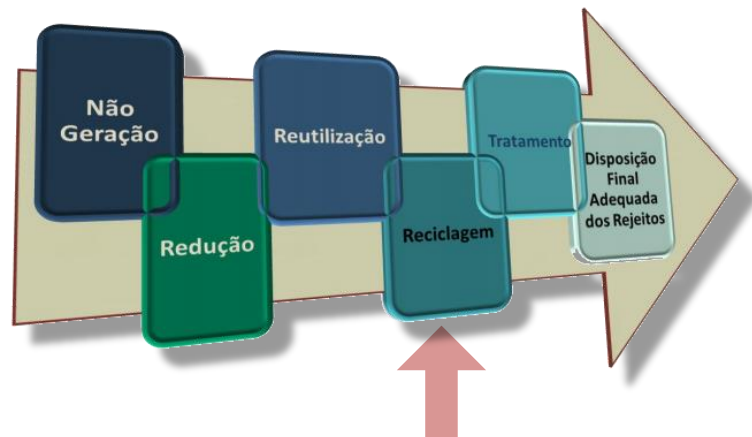 Não
Geração
Redução
Reutilização
Reciclagem
Tratamento
Disposição
Final
Adequada
dos Rejeitos